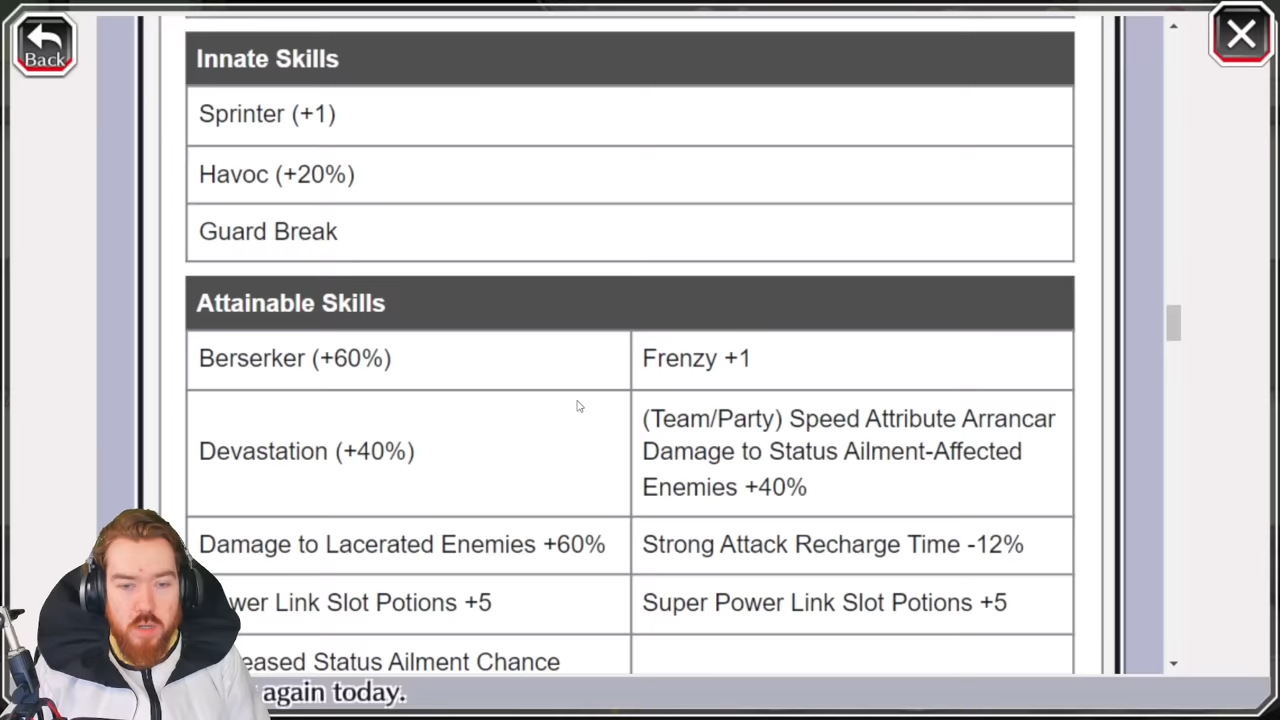 Back
Innate Skills
Sprinter (+1)
Havoc (+20%)
Guard Break
Attainable Skills
Berserker (+60%)
Frenzy +1
Devastation (+40%)
(Team/Party) Speed Attribute Arrancar
Damage to Status Ailment-Affected
Enemies +40%
Damage to Lacerated Enemies +60%
Strong Attack Recharge Time -12%
wer Link Slot Potions +5
Super Power Link Slot Potions +5
eased Status Ailment Chance
again today.